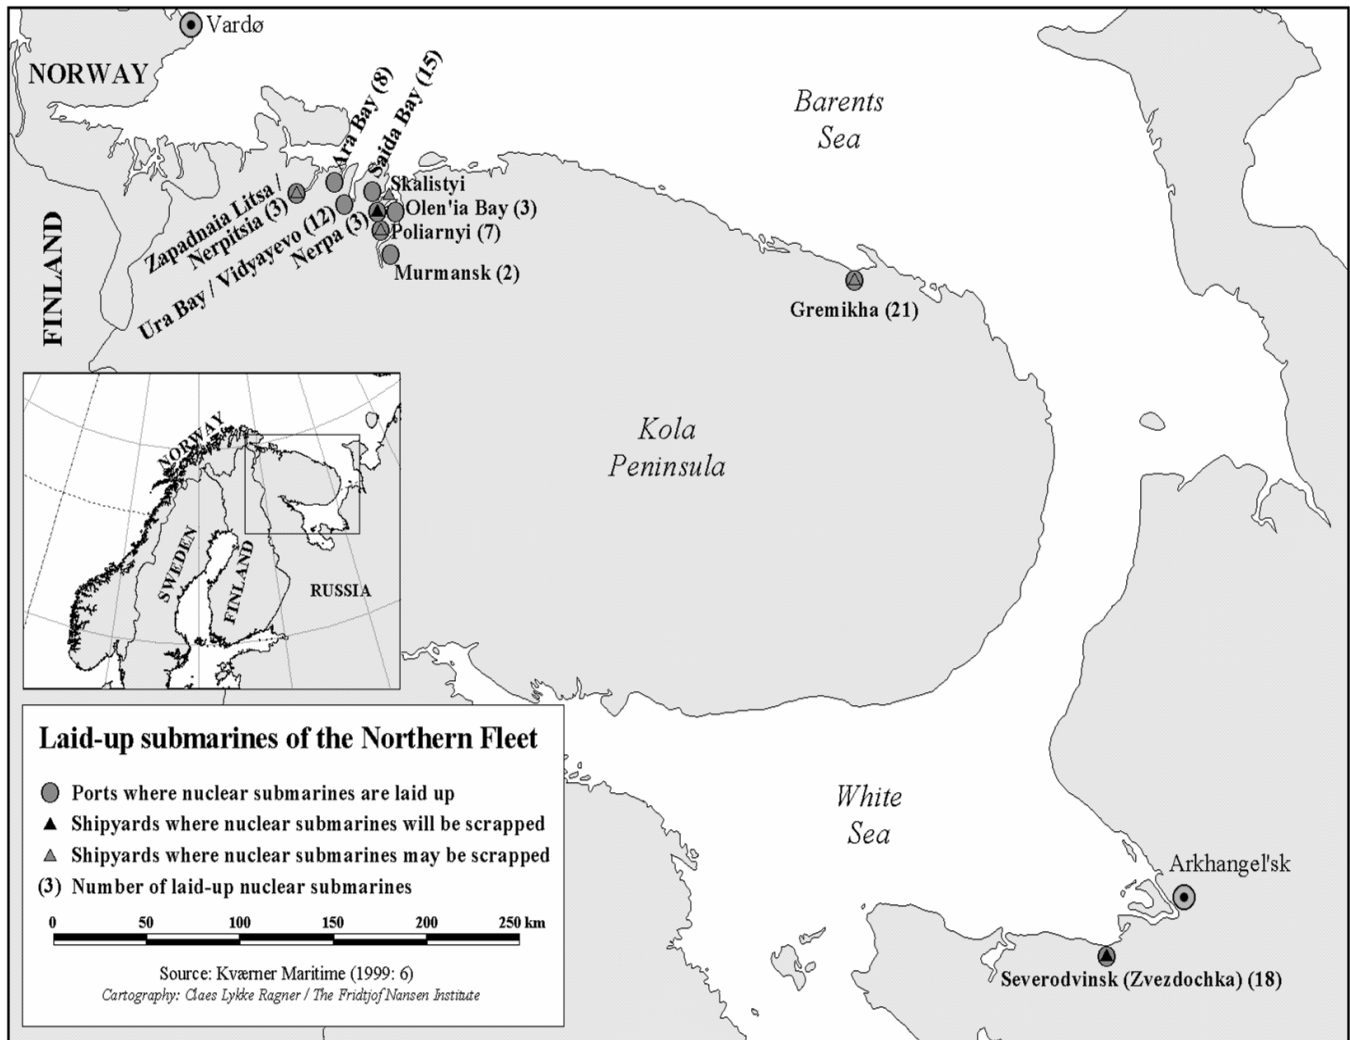 Vardø
NORWAY
Barents
Sea
Ara Bay (8)
Saida Bay (15)
Skalistyi
Olen'ia Bay (3)
Zapadnaia Litsa /
Nerpitsia (3)
Ura Bay / Vidyayevo (12)
Nerpa (3)
Poliarnyi (7)
Murmansk (2)
FINLAND
Gremikha (21)
Kola
Peninsula
NORWAY
SWEDEN
FINLAND
RUSSIA
Laid-up submarines of the Northern Fleet
Ports where nuclear submarines are laid up
Shipyards where nuclear submarines will be scrapped
Shipyards where nuclear submarines may be scrapped
(3) Number of laid-up nuclear submarines
0 50 100 150 200 250 km
Source: Kværner Maritime (1999: 6)
Cartography: Claes Lykke Ragner / The Fridtjof Nansen Institute
White
Sea
Arkhangel'sk
Severodvinsk (Zvezdochka) (18)